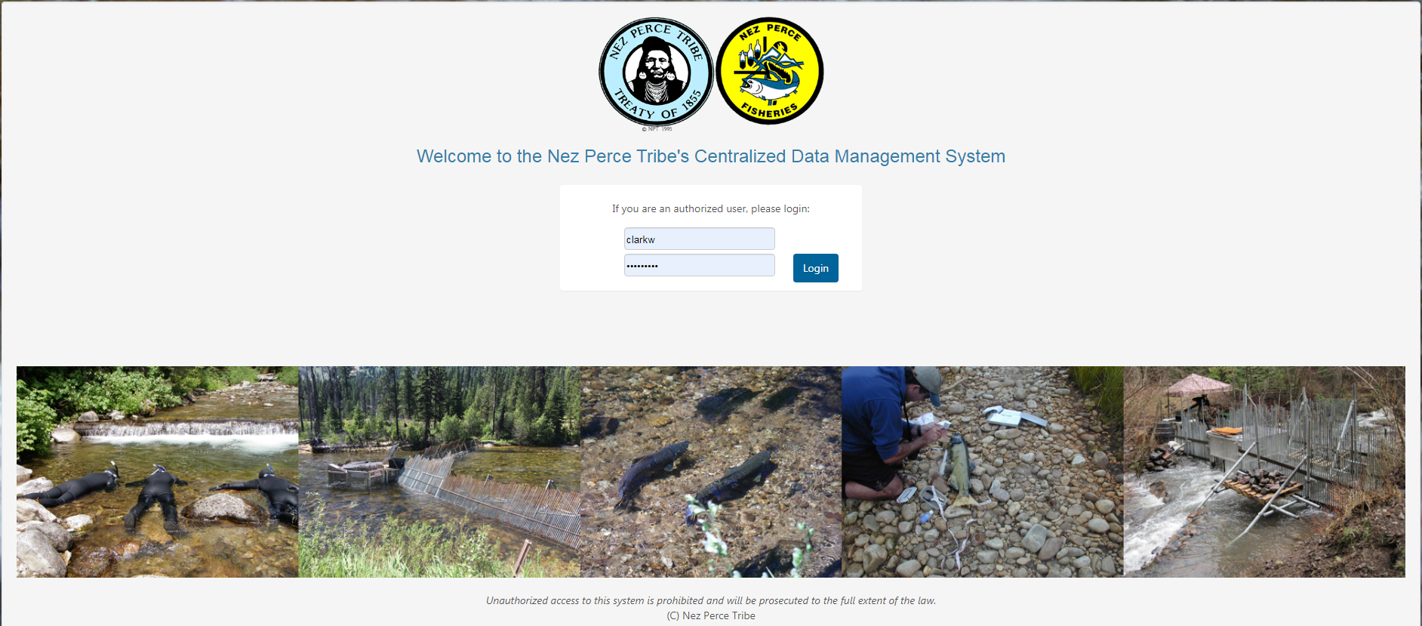 NEZ PERCE TRIBE
TREATY OF 1855
© NPT 1995
NEZ PERCE
FISHERIES
Welcome to the Nez Perce Tribe's Centralized Data Management System
If you are an authorized user, please login:
clarkw
•••••••••
Login
Unauthorized access to this system is prohibited and will be prosecuted to the full extent of the law.
(C) Nez Perce Tribe